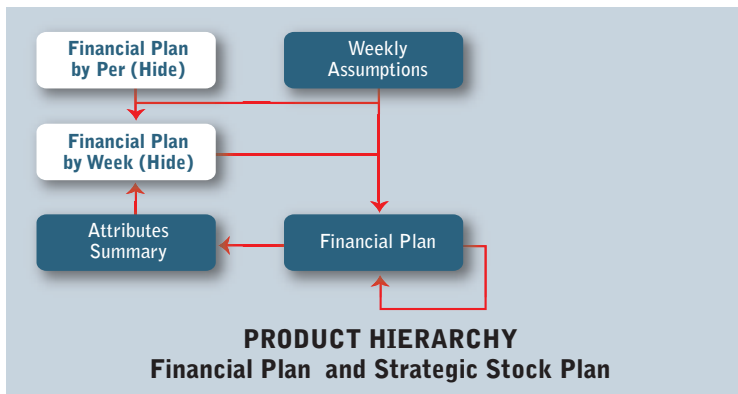 Financial Plan
by Per (Hide)
Weekly
Assumptions
Financial Plan
by Week (Hide)
Attributes
Summary
Financial Plan
PRODUCT HIERARCHY
Financial Plan and Strategic Stock Plan